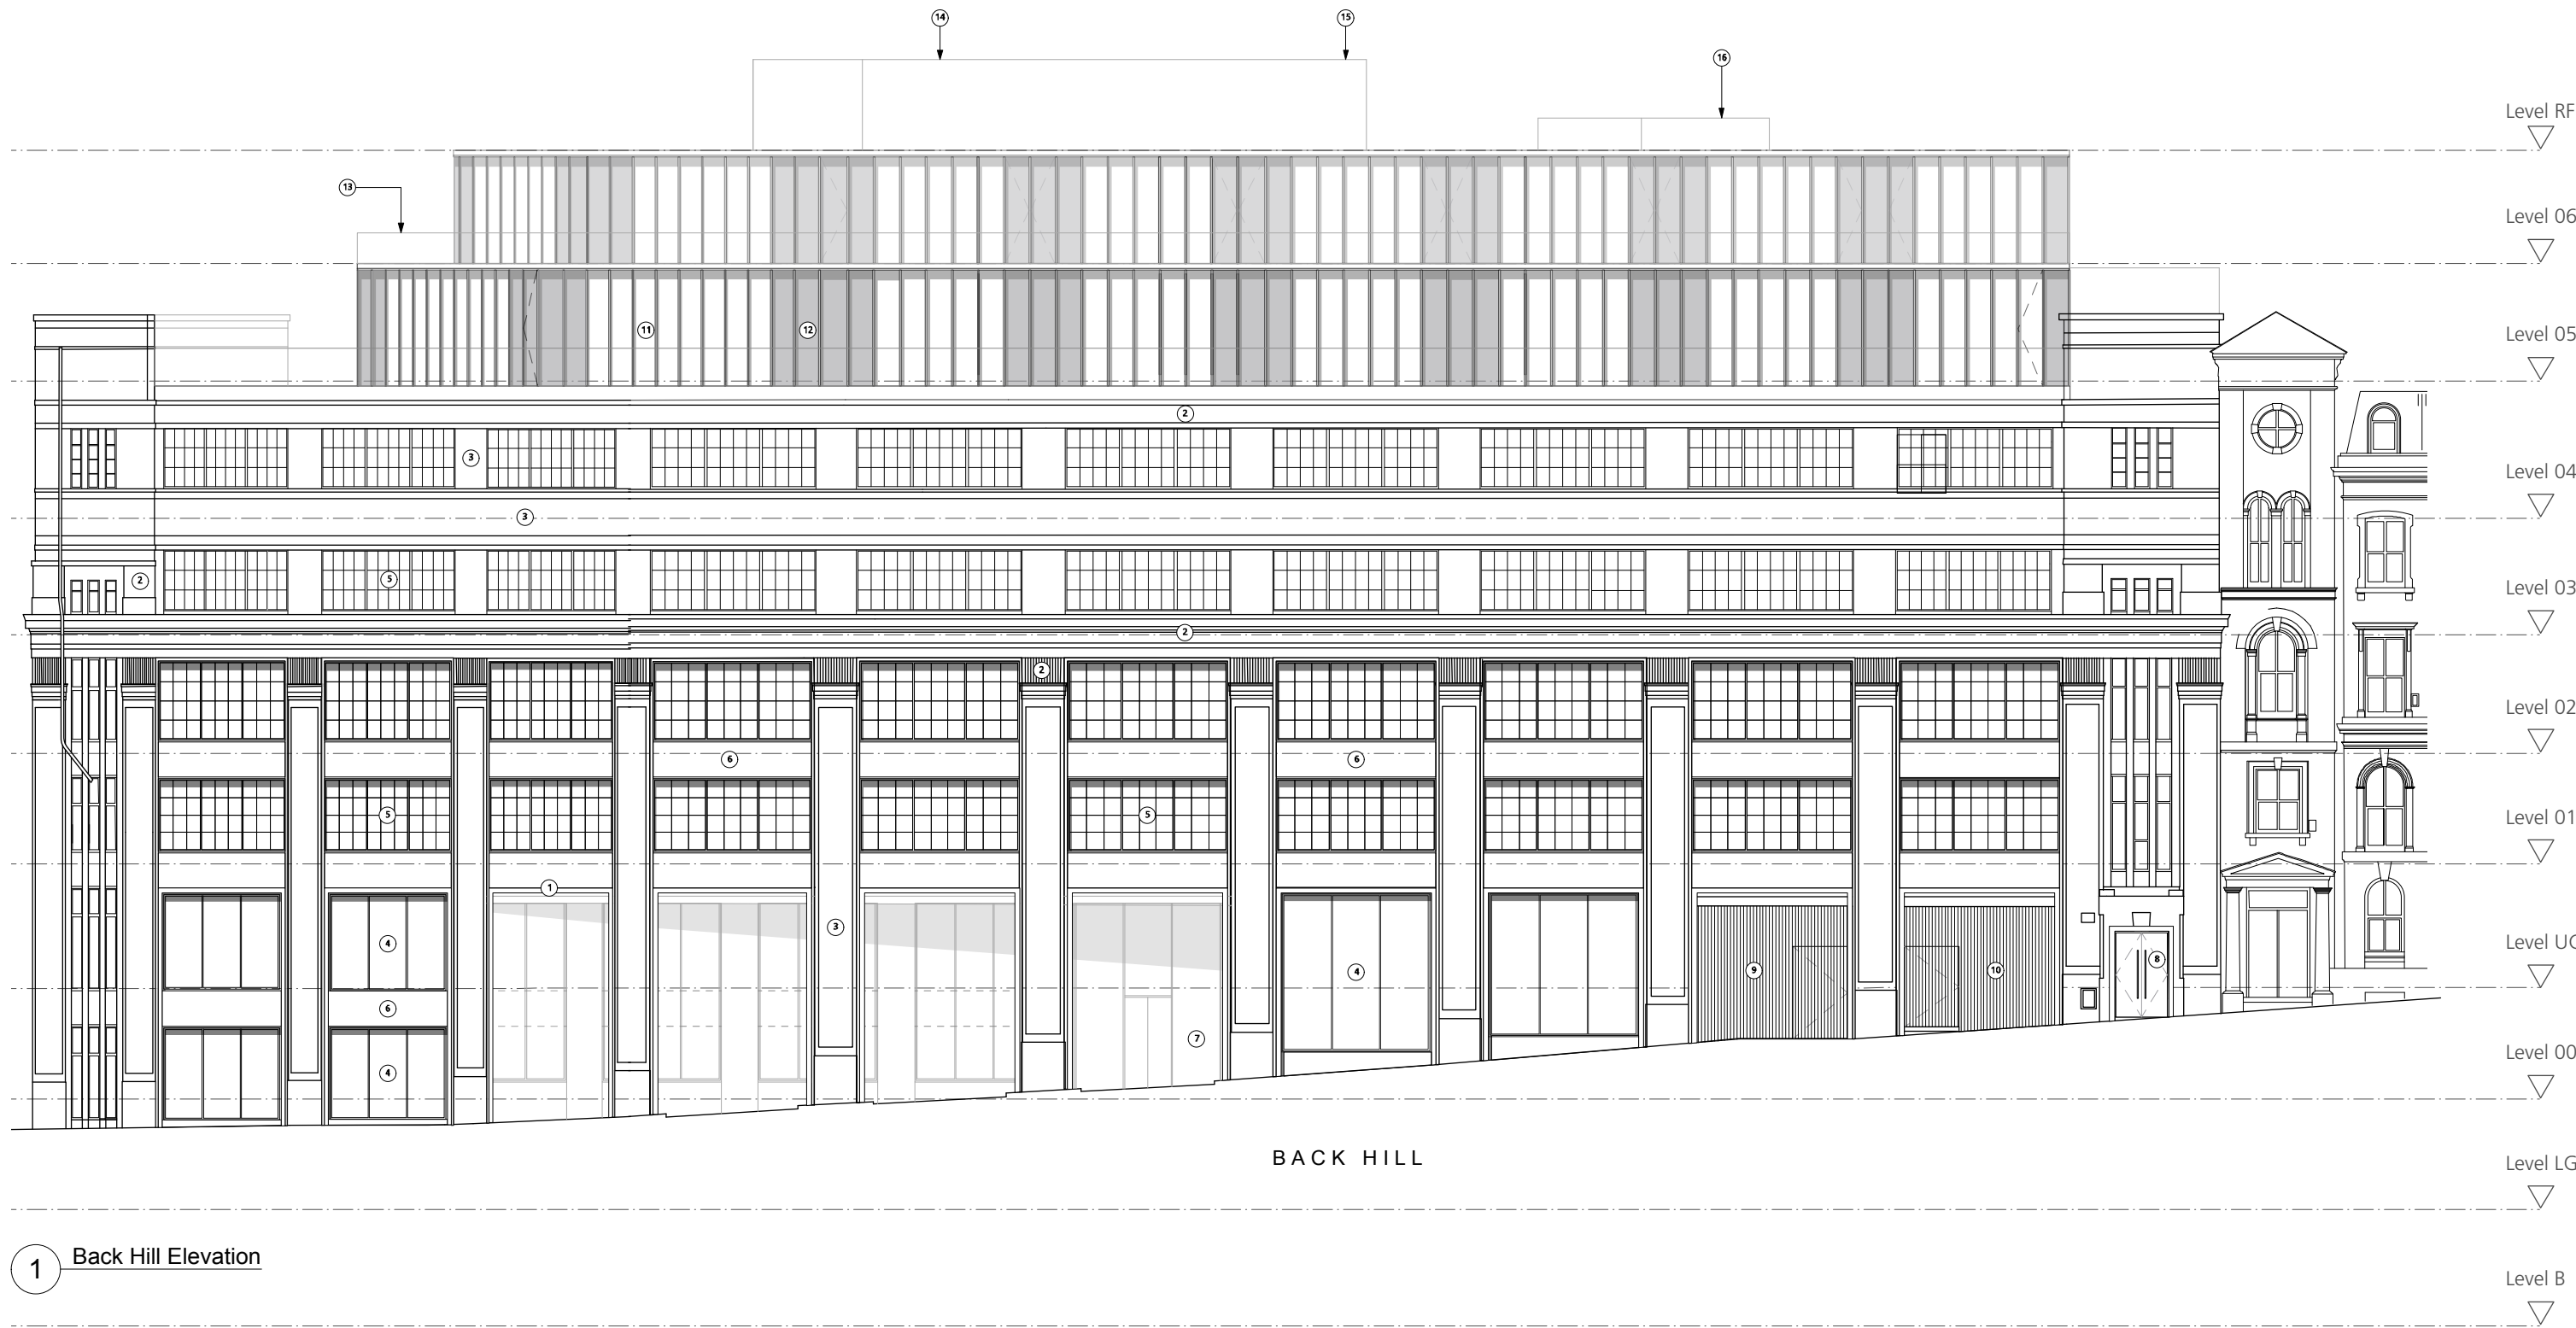 14
15
16
Level RF
13
Level 06
11
12
Level 05
2
3
Level 04
3
5
2
Level 03
2
2
Level 02
6
6
5
5
Level 01
1
3
4
Level UG
8
4
9
10
6
7
Level 00
4
BACK HILL
Level LG
1 Back Hill Elevation
Level B